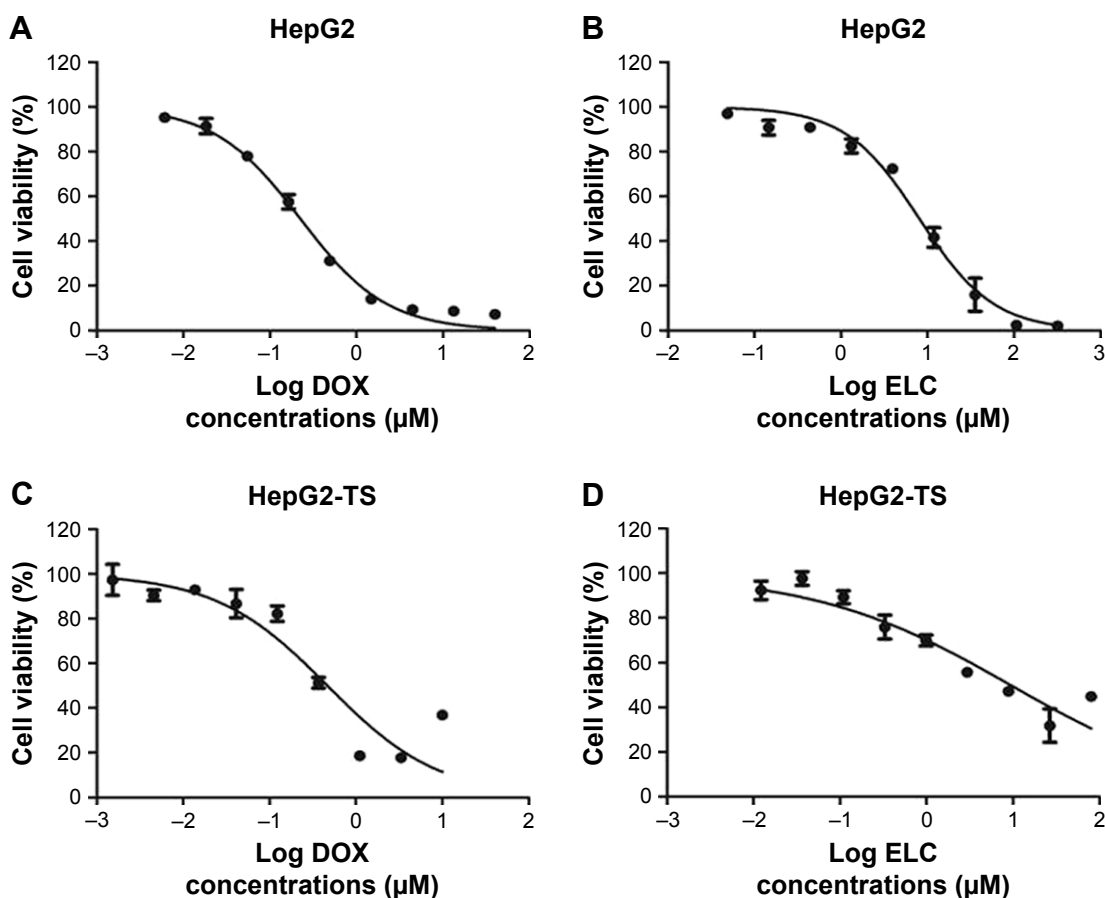 A
HepG2
Cell viability (%)
120
100
80
60
40
20
0
–3
–2
–1
0
1
2
Log DOX
concentrations (µM)
B
HepG2
Cell viability (%)
120
100
80
60
40
20
0
–2
–1
0
1
2
3
Log ELC
concentrations (µM)
C
HepG2-TS
Cell viability (%)
120
100
80
60
40
20
0
–3
–2
–1
0
1
2
Log DOX
concentrations (µM)
D
HepG2-TS
Cell viability (%)
120
100
80
60
40
20
0
–3
–2
–1
0
1
2
Log ELC
concentrations (µM)